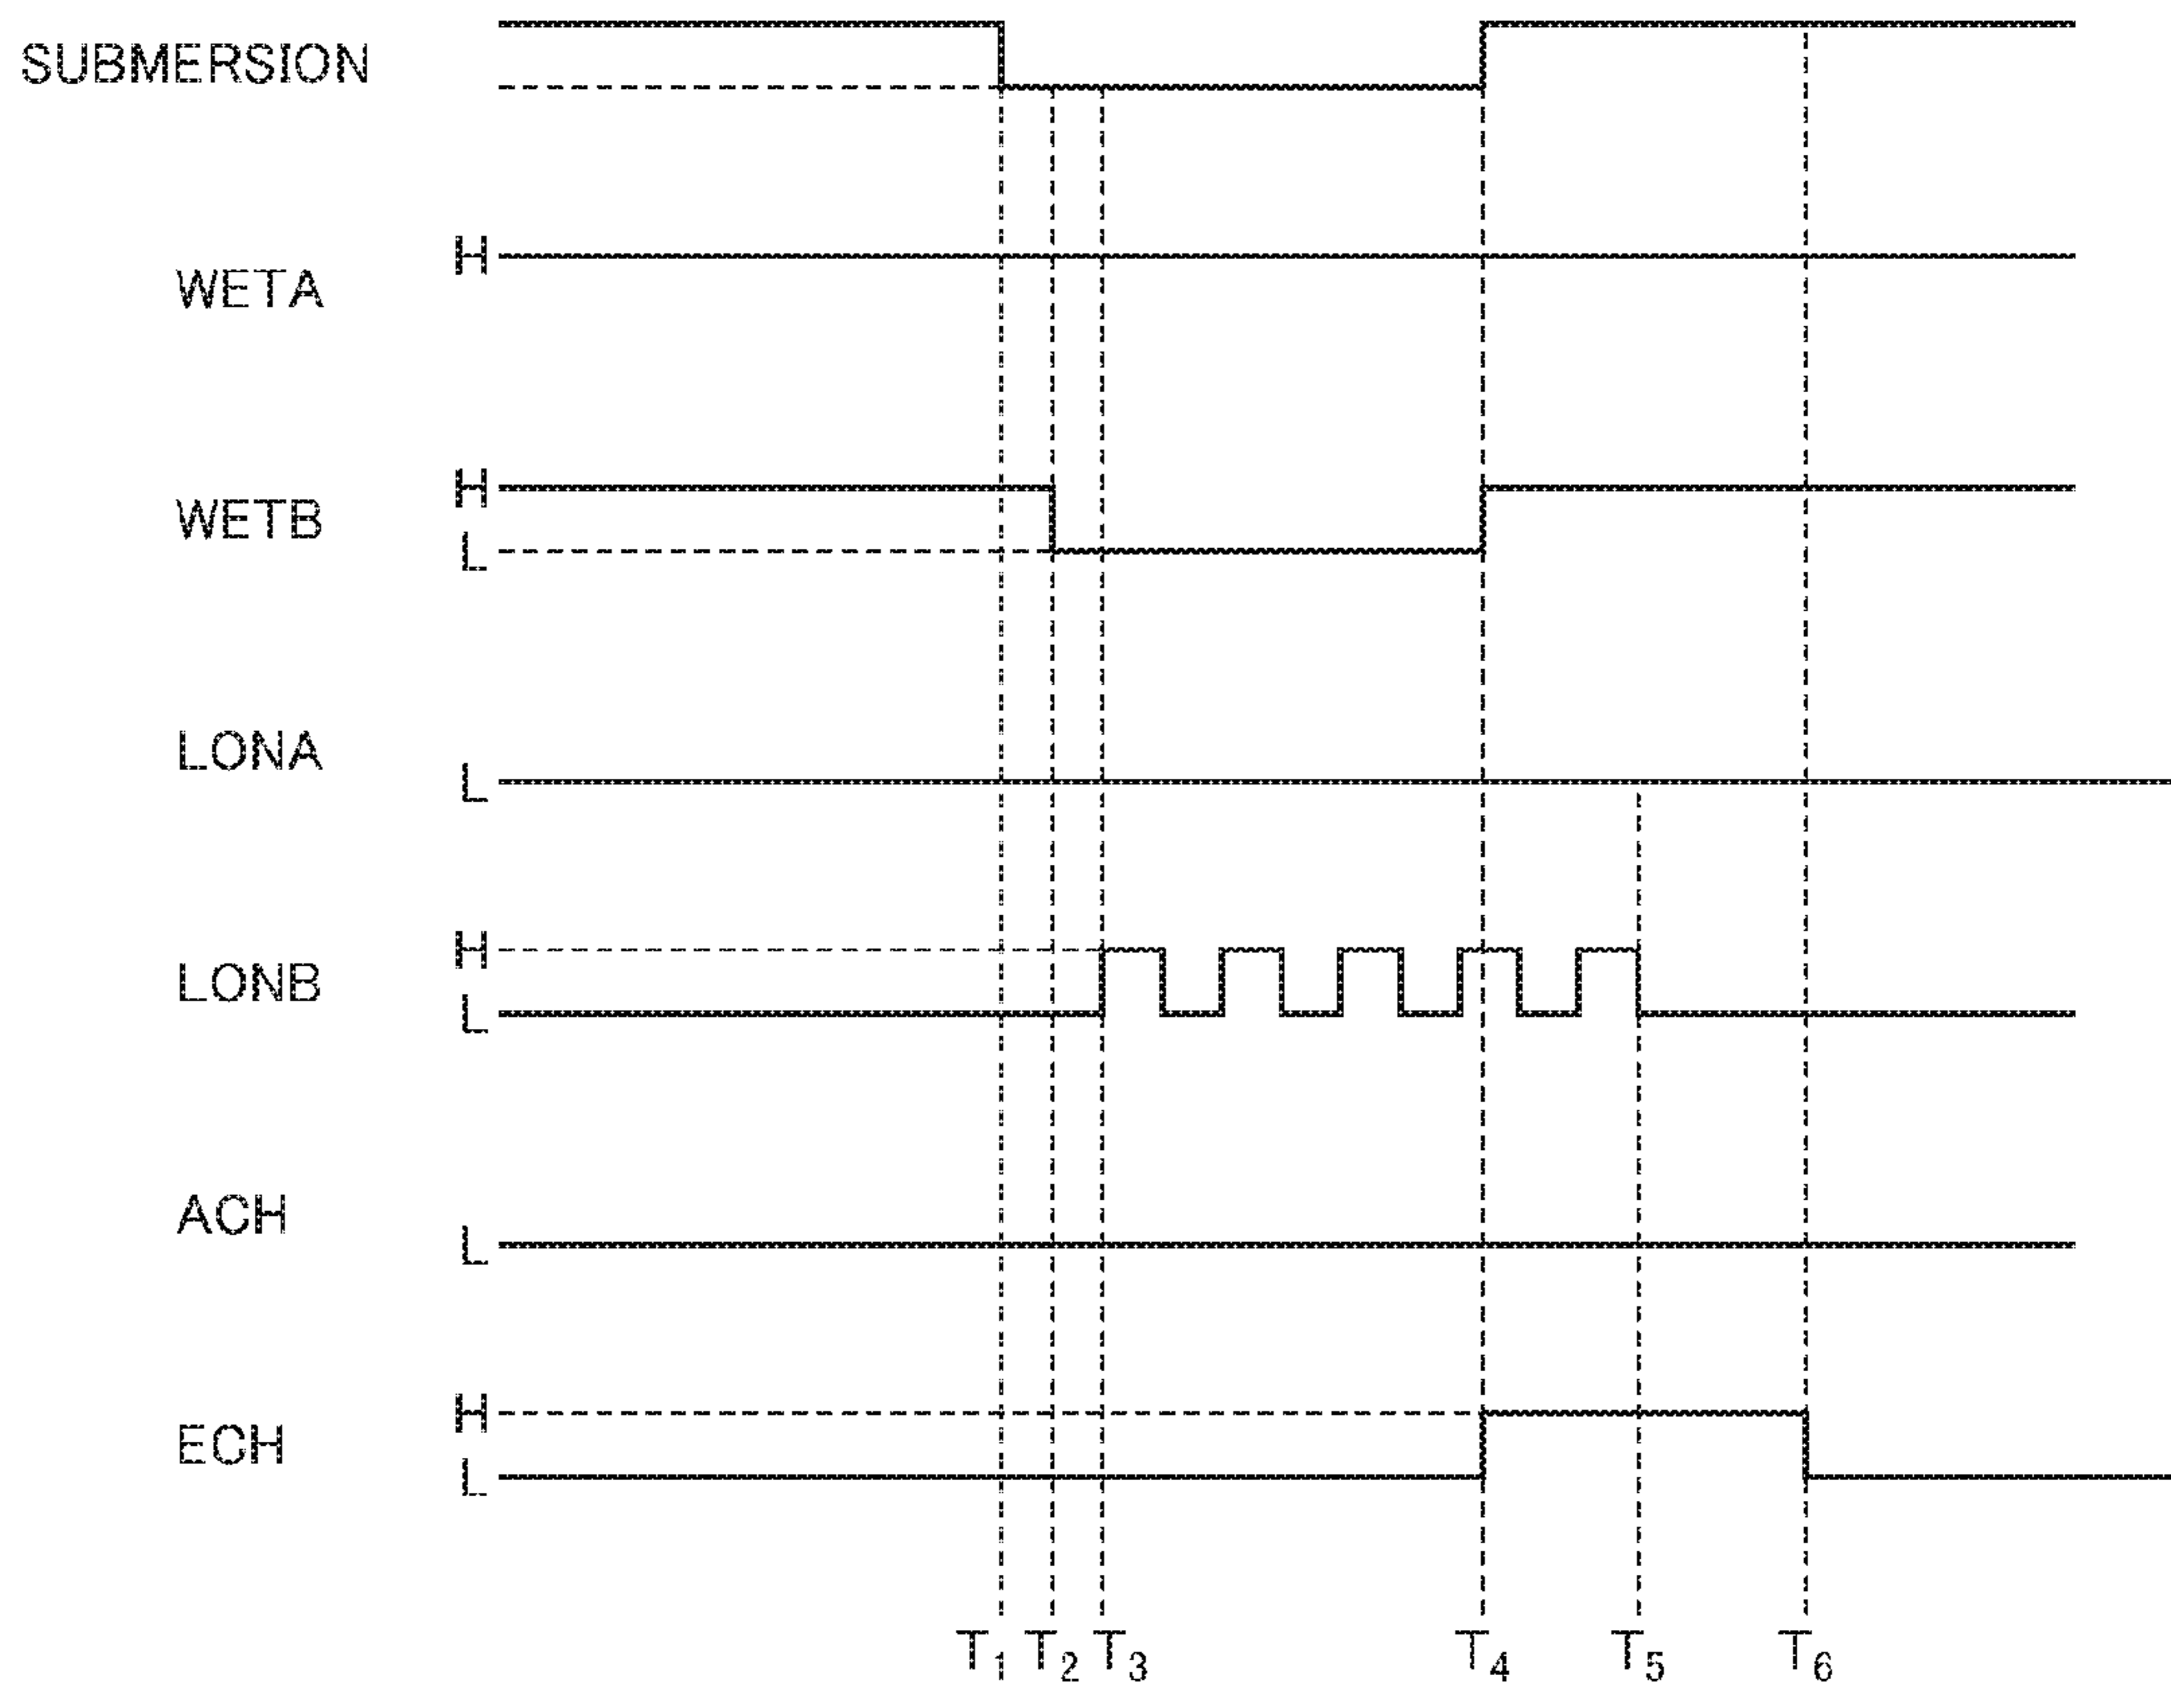 SUBMERSION
H
WETA
H
WETB
L
LONA
L
H
LONB
L
ACH
L
H
ECH
L
T1 T2 T3 T4 T5 T6